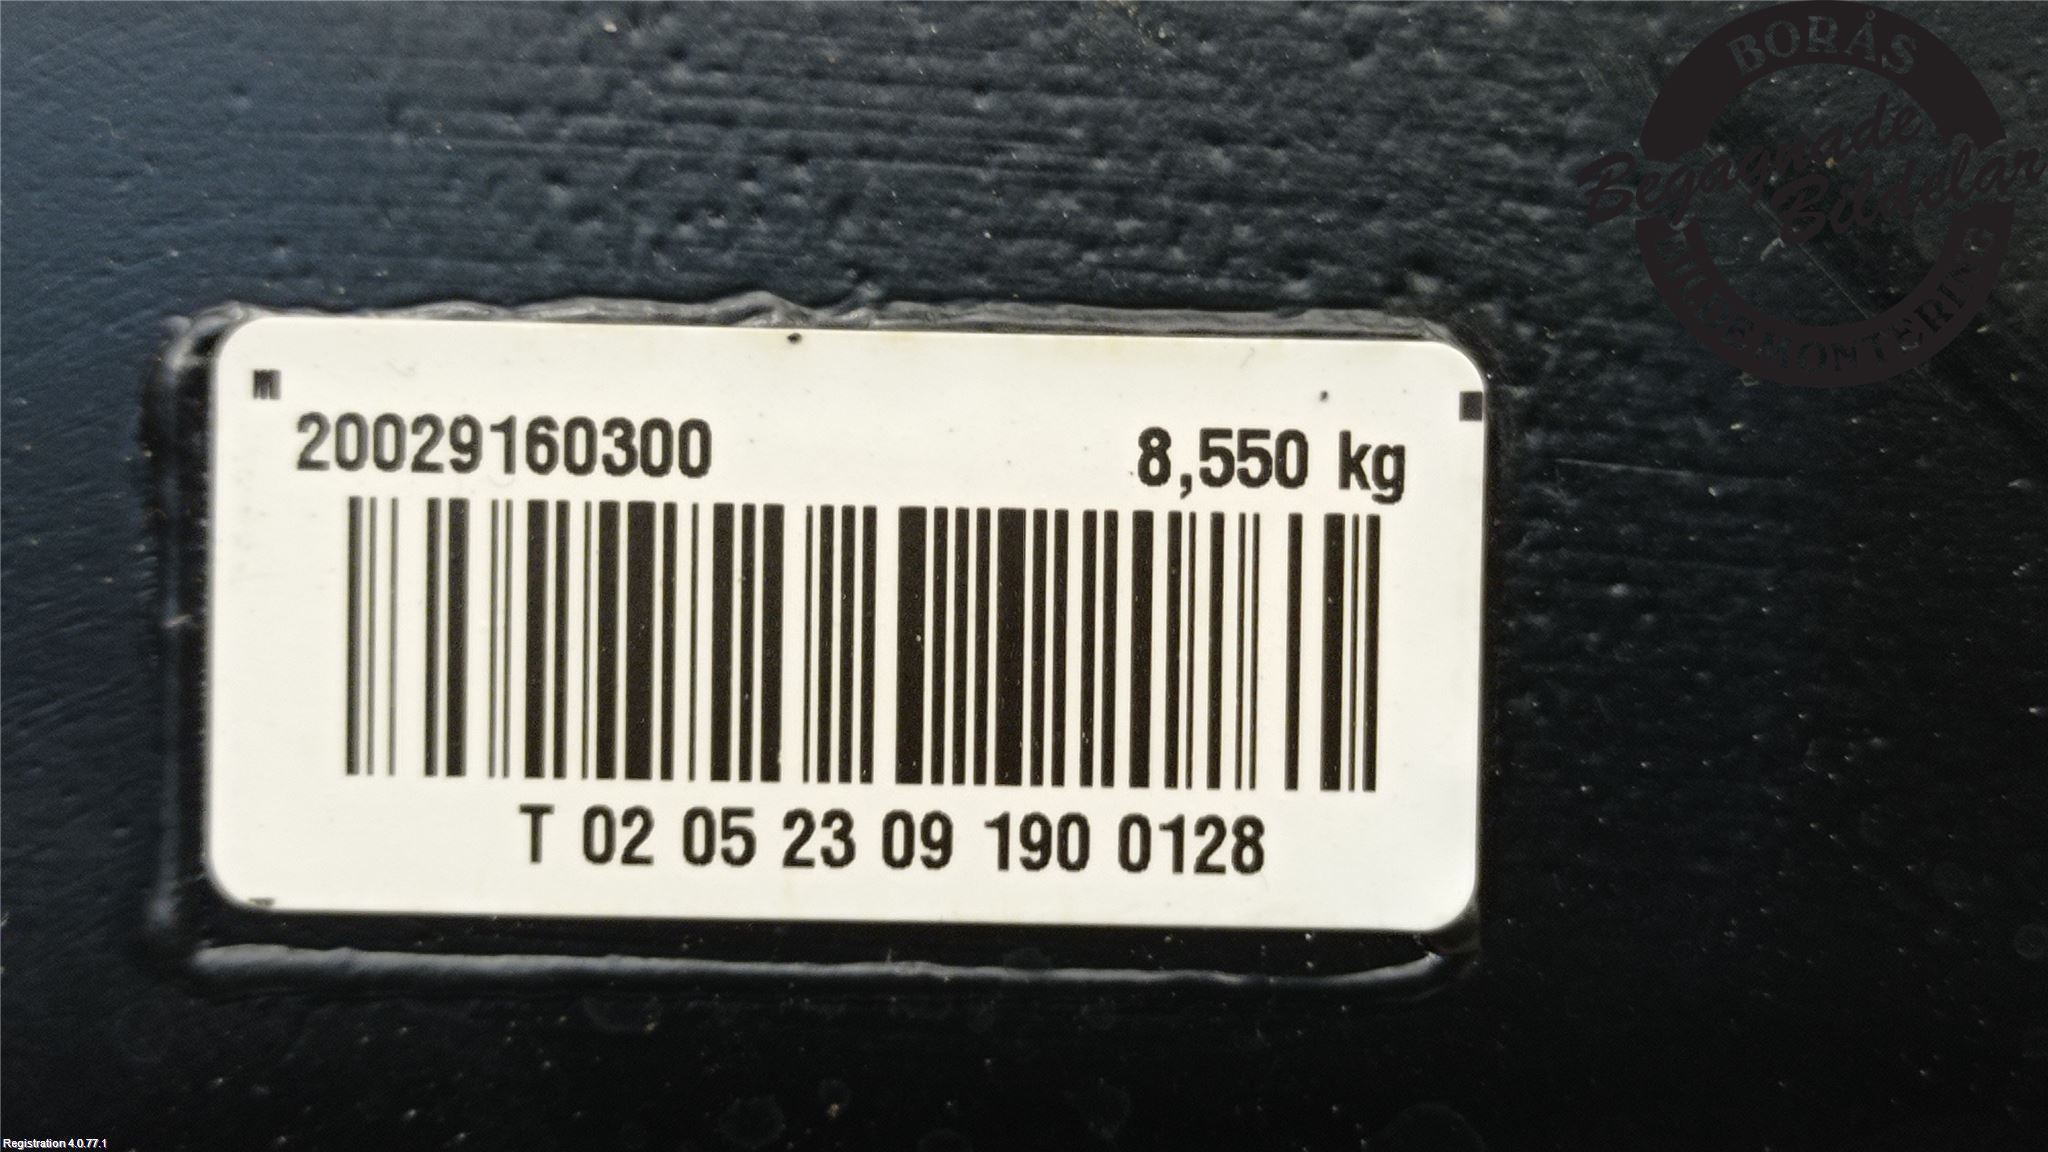 BORÅS
Begagnade
Bildelar
BILDEMONTERING
20029160300 8,550 kg
T 02 05 23 09 190 0128
Registration 4.0.77.1